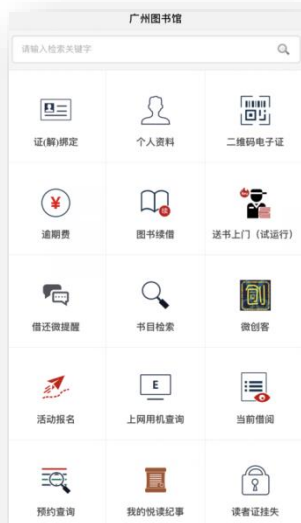 广州图书馆
请输入检索关键字
证(解)绑定
个人资料
二维码电子证
逾期费
图书续借
送书上门（试运行）
借还微提醒
书目检索
微创客
活动报名
E
上网用机查询
当前借阅
预约查询
我的悦读纪事
读者证挂失